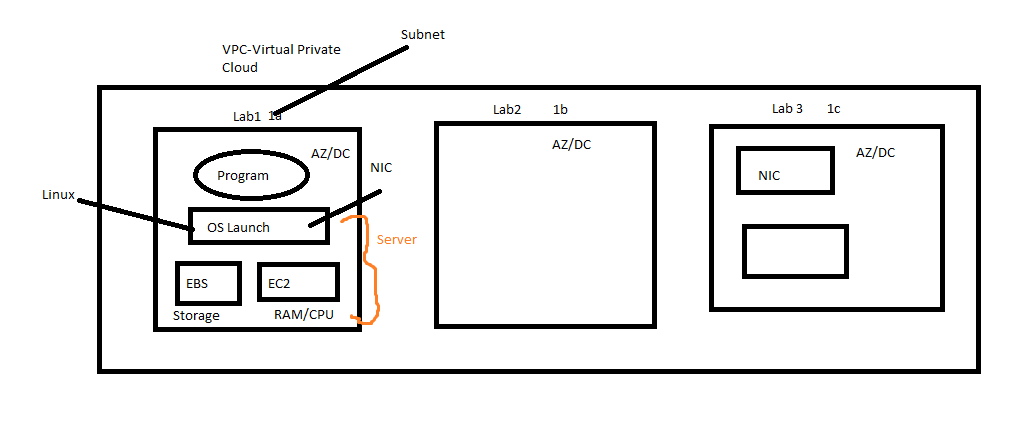 Subnet
VPC-Virtual Private
Cloud
Lab1 1a
Lab2 1b
Lab 3 1c
AZ/DC
AZ/DC
AZ/DC
NIC
Program
NIC
Linux
OS Launch
Server
EBS
EC2
Storage
RAM/CPU